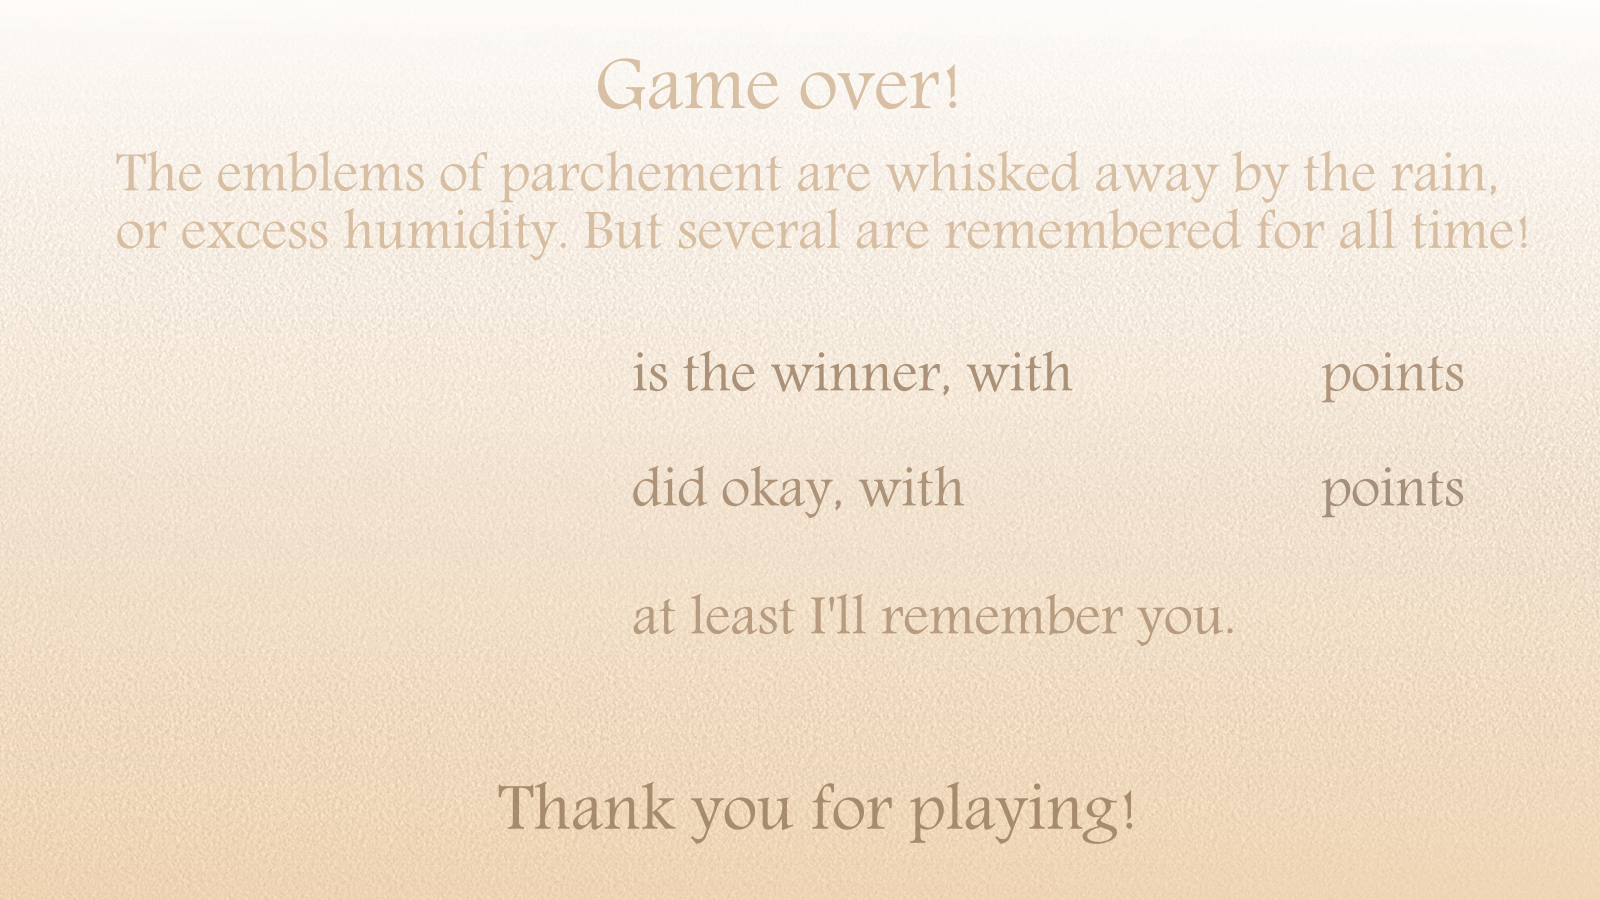 Game over!
The emblems of parchement are whisked away by the rain,
or excess humidity. But several are remembered for all time!
is the winner, with points
did okay, with points
at least I'll remember you.
Thank you for playing!